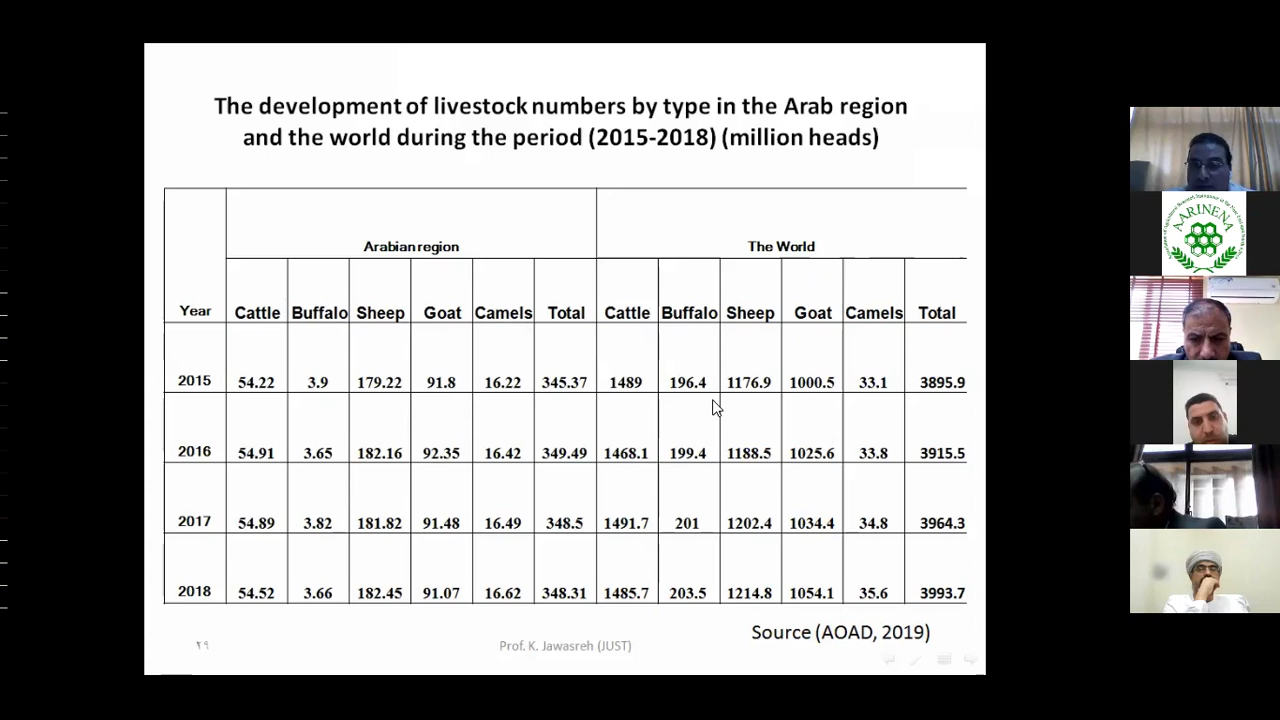 The development of livestock numbers by type in the Arab region
and the world during the period (2015-2018) (million heads)
Arabian region The World
Year Cattle Buffalo Sheep Goat Camels Total Cattle Buffalo Sheep Goat Camels Total
2015 54.22 3.9 179.22 91.8 16.22 345.37 1489 196.4 1176.9 1000.5 33.1 3895.9
2016 54.91 3.65 182.16 92.35 16.42 349.49 1468.1 199.4 1188.5 1025.6 33.8 3915.5
2017 54.89 3.82 181.82 91.48 16.49 348.5 1491.7 201 1202.4 1034.4 34.8 3964.3
2018 54.52 3.66 182.45 91.07 16.62 348.31 1485.7 203.5 1214.8 1054.1 35.6 3993.7
Source (AOAD, 2019)
٢٩ Prof. K. Jawasreh (JUST)
AARINENA